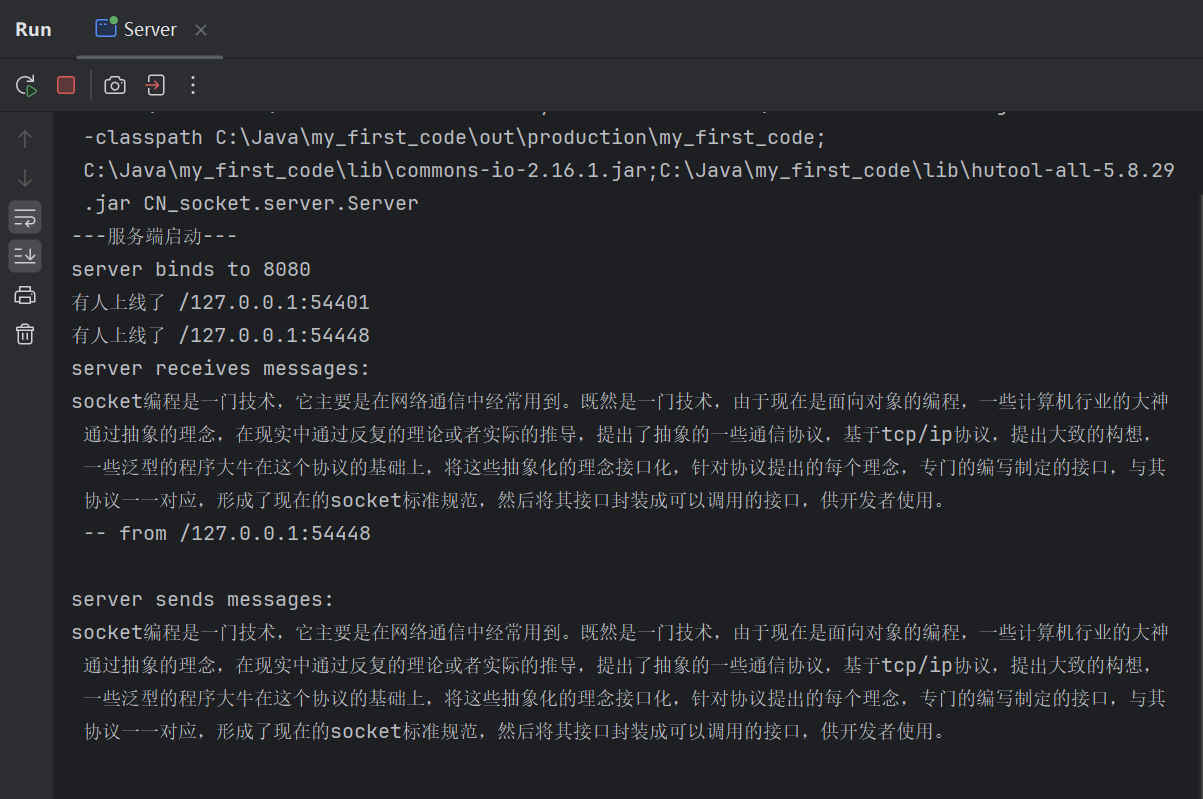 Run
Server
-classpath C:\Java\my_first_code\out\production\my_first_code;
C:\Java\my_first_code\lib\commons-io-2.16.1.jar;C:\Java\my_first_code\lib\hutool-all-5.8.29
.jar CN_socket.server.Server
---服务端启动---
server binds to 8080
有人上线了 /127.0.0.1:54401
有人上线了 /127.0.0.1:54448
server receives messages:
socket编程是一门技术，它主要是在网络通信中经常用到。既然是一门技术，由于现在是面向对象的编程，一些计算机行业的大神
通过抽象的理念，在现实中通过反复的理论或者实际的推导，提出了抽象的一些通信协议，基于tcp/ip协议，提出大致的构想，
一些泛型的程序大牛在这个协议的基础上，将这些抽象化的理念接口化，针对协议提出的每个理念，专门的编写制定的接口，与其
协议一一对应，形成了现在的socket标准规范，然后将其接口封装成可以调用的接口，供开发者使用。
-- from /127.0.0.1:54448
server sends messages:
socket编程是一门技术，它主要是在网络通信中经常用到。既然是一门技术，由于现在是面向对象的编程，一些计算机行业的大神
通过抽象的理念，在现实中通过反复的理论或者实际的推导，提出了抽象的一些通信协议，基于tcp/ip协议，提出大致的构想，
一些泛型的程序大牛在这个协议的基础上，将这些抽象化的理念接口化，针对协议提出的每个理念，专门的编写制定的接口，与其
协议一一对应，形成了现在的socket标准规范，然后将其接口封装成可以调用的接口，供开发者使用。